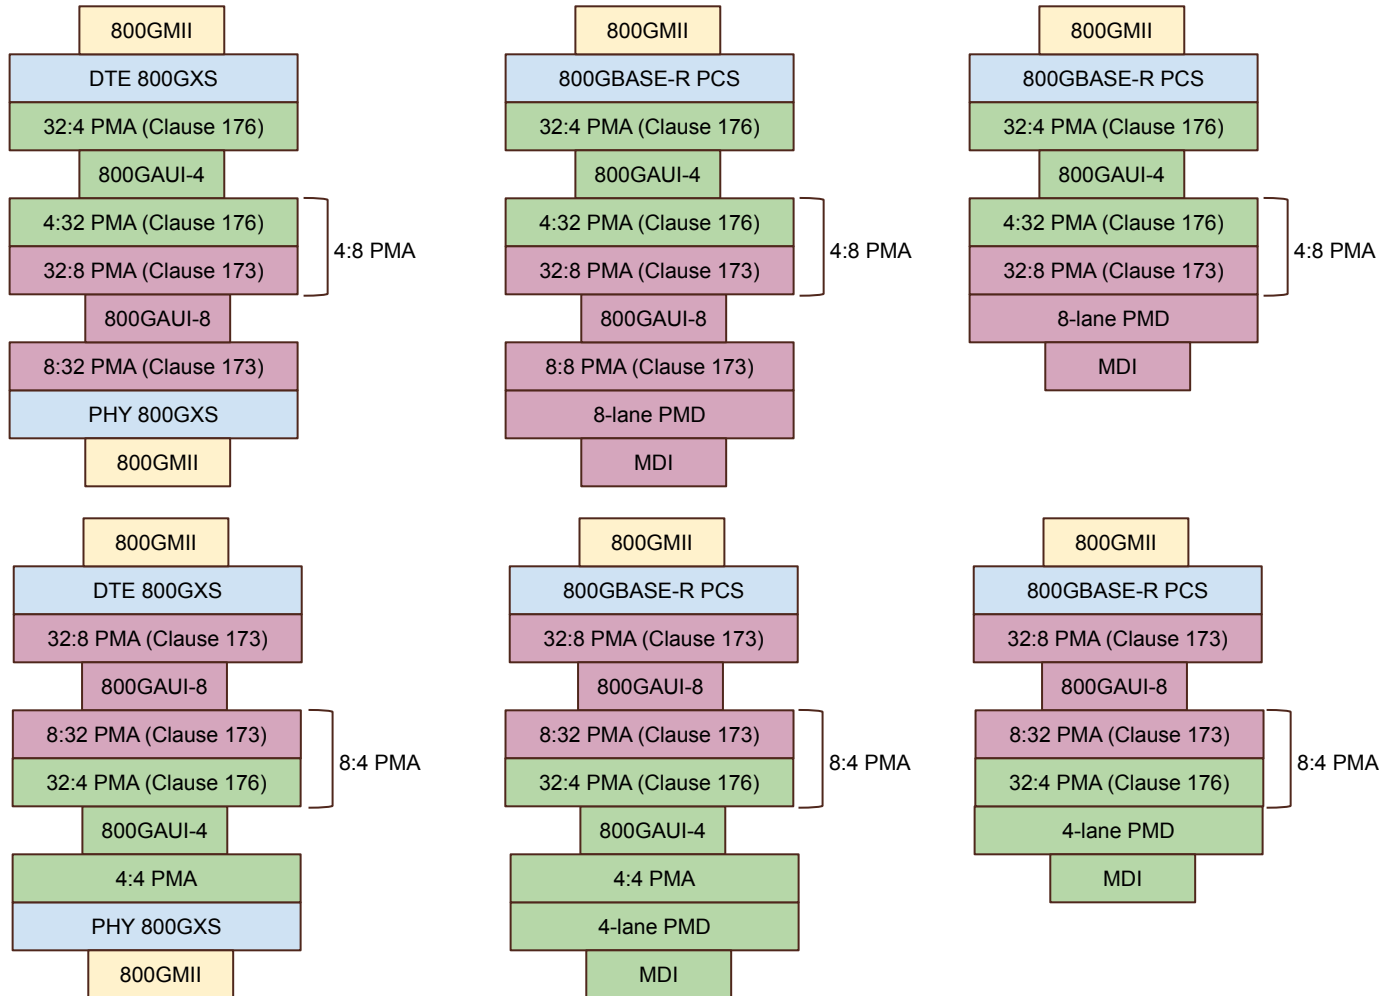 800GMII
DTE 800GXS
32:4 PMA (Clause 176)
800GAUI-4
4:32 PMA (Clause 176)
32:8 PMA (Clause 173)
4:8 PMA
800GAUI-8
8:32 PMA (Clause 173)
PHY 800GXS
800GMII
800GMII
800GBASE-R PCS
32:4 PMA (Clause 176)
800GAUI-4
4:32 PMA (Clause 176)
32:8 PMA (Clause 173)
4:8 PMA
800GAUI-8
8:8 PMA (Clause 173)
8-lane PMD
MDI
800GMII
800GBASE-R PCS
32:4 PMA (Clause 176)
800GAUI-4
4:32 PMA (Clause 176)
32:8 PMA (Clause 173)
4:8 PMA
8-lane PMD
MDI
800GMII
DTE 800GXS
32:8 PMA (Clause 173)
800GAUI-8
8:32 PMA (Clause 173)
32:4 PMA (Clause 176)
8:4 PMA
800GAUI-4
4:4 PMA
PHY 800GXS
800GMII
800GMII
800GBASE-R PCS
32:8 PMA (Clause 173)
800GAUI-8
8:32 PMA (Clause 173)
32:4 PMA (Clause 176)
8:4 PMA
800GAUI-4
4:4 PMA
4-lane PMD
MDI
800GMII
800GBASE-R PCS
32:8 PMA (Clause 173)
800GAUI-8
8:32 PMA (Clause 173)
32:4 PMA (Clause 176)
8:4 PMA
4-lane PMD
MDI